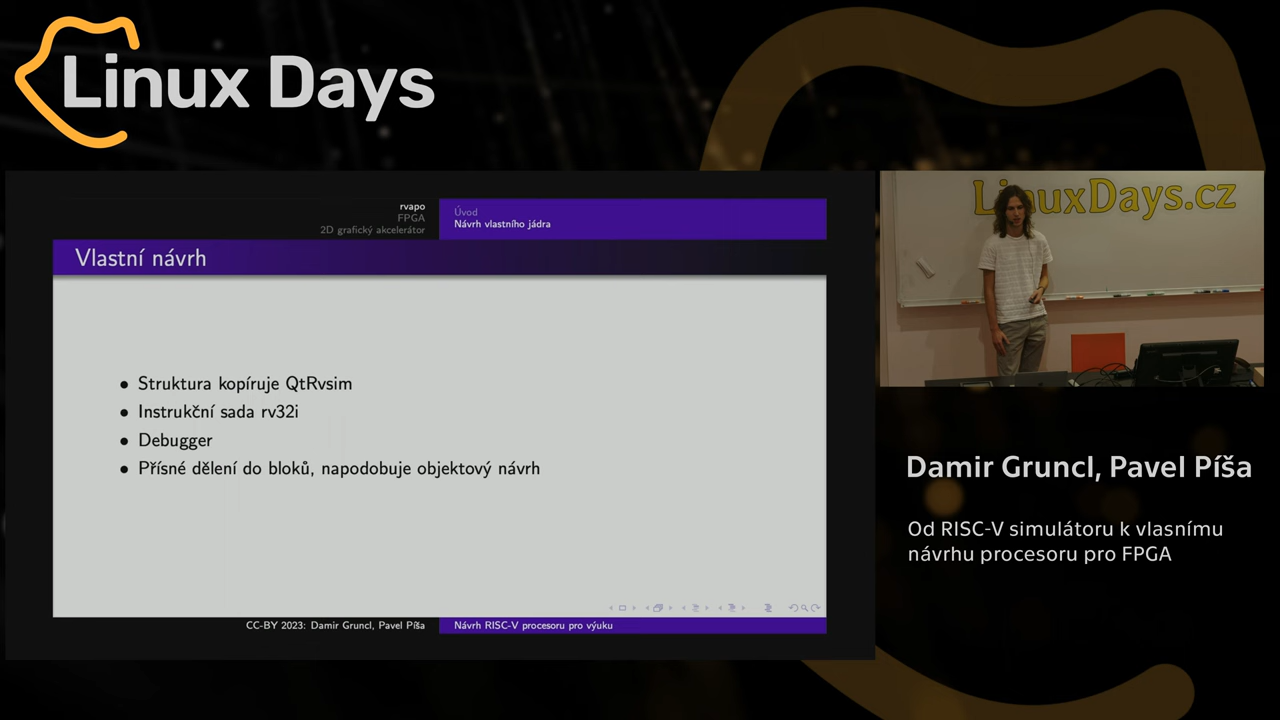 Linux Days
rvapo
FPGA
2D grafický akcelerátor
Úvod
Návrh vlastního jádra
Vlastní návrh
• Struktura kopíruje QtRvsim
• Instrukční sada rv32i
• Debugger
• Přísné dělení do bloků, napodobuje objektový návrh
CC-BY 2023: Damir Gruncl, Pavel Píša
Návrh RISC-V procesoru pro výuku
LinuxDays.cz
Damir Gruncl, Pavel Píša
Od RISC-V simulátoru k vlasnímu
návrhu procesoru pro FPGA